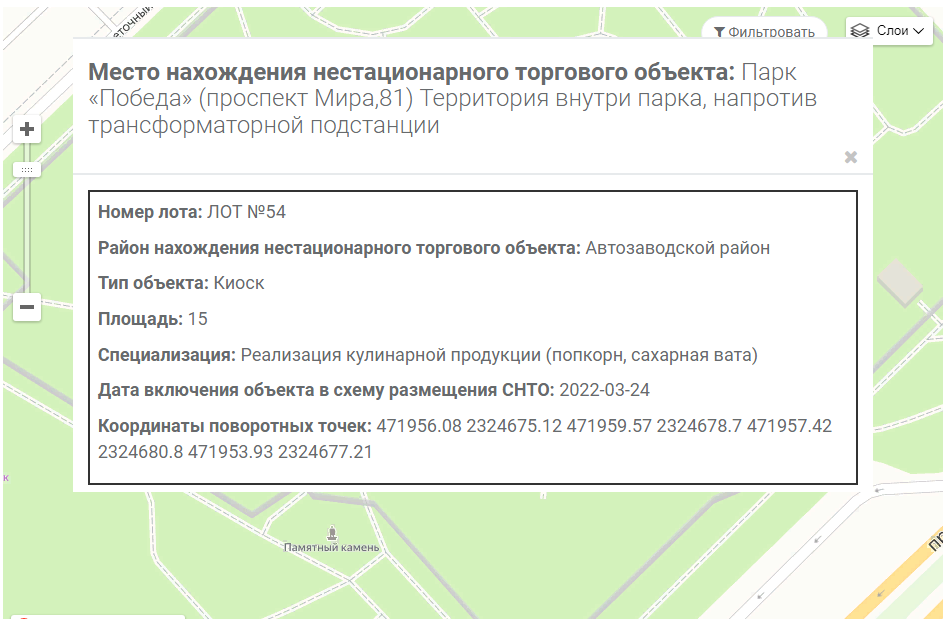 еточный
Фильтровать
Слои
Место нахождения нестационарного торгового объекта: Парк
«Победа» (проспект Мира,81) Территория внутри парка, напротив
трансформаторной подстанции
Номер лота: ЛОТ №54
Район нахождения нестационарного торгового объекта: Автозаводской район
Тип объекта: Киоск
Площадь: 15
Специализация: Реализация кулинарной продукции (попкорн, сахарная вата)
Дата включения объекта в схему размещения СНТО: 2022-03-24
Координаты поворотных точек: 471956.08 2324675.12 471959.57 2324678.7 471957.42
2324680.8 471953.93 2324677.21
к
Памятный камень
пр